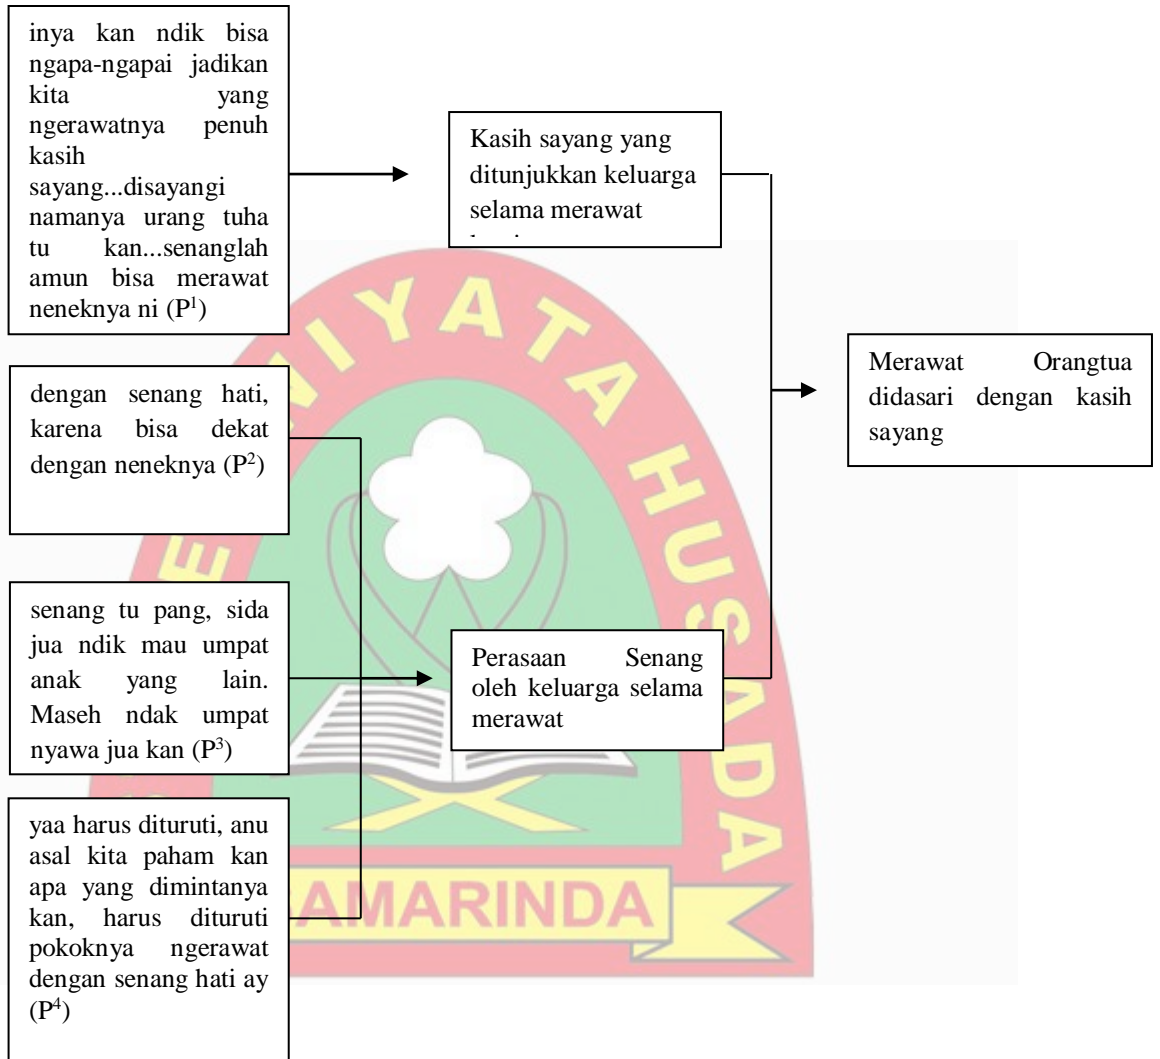 inya kan ndik bisa
ngapa-ngapai jadikan
kita yang
ngerawatnya penuh
kasih
sayang...disayangi
namanya urang tuha
tu kan...senanglah
amun bisa merawat
neneknya ni (P¹)
dengan senang hati,
karena bisa dekat
dengan neneknya (P²)
senang tu pang, sida
jua ndik mau umpat
anak yang lain.
Maseh ndak umpat
nyawa jua kan (P³)
yaa harus dituruti, anu
asal kita paham kan
apa yang dimintanya
kan, harus dituruti
pokoknya ngerawat
dengan senang hati ay
(P⁴)
Kasih sayang yang
ditunjukkan keluarga
selama merawat
Perasaan Senang
oleh keluarga selama
merawat
Merawat Orangtua
didasari dengan kasih
sayang
WIYATA HUSADA
SAMARINDA